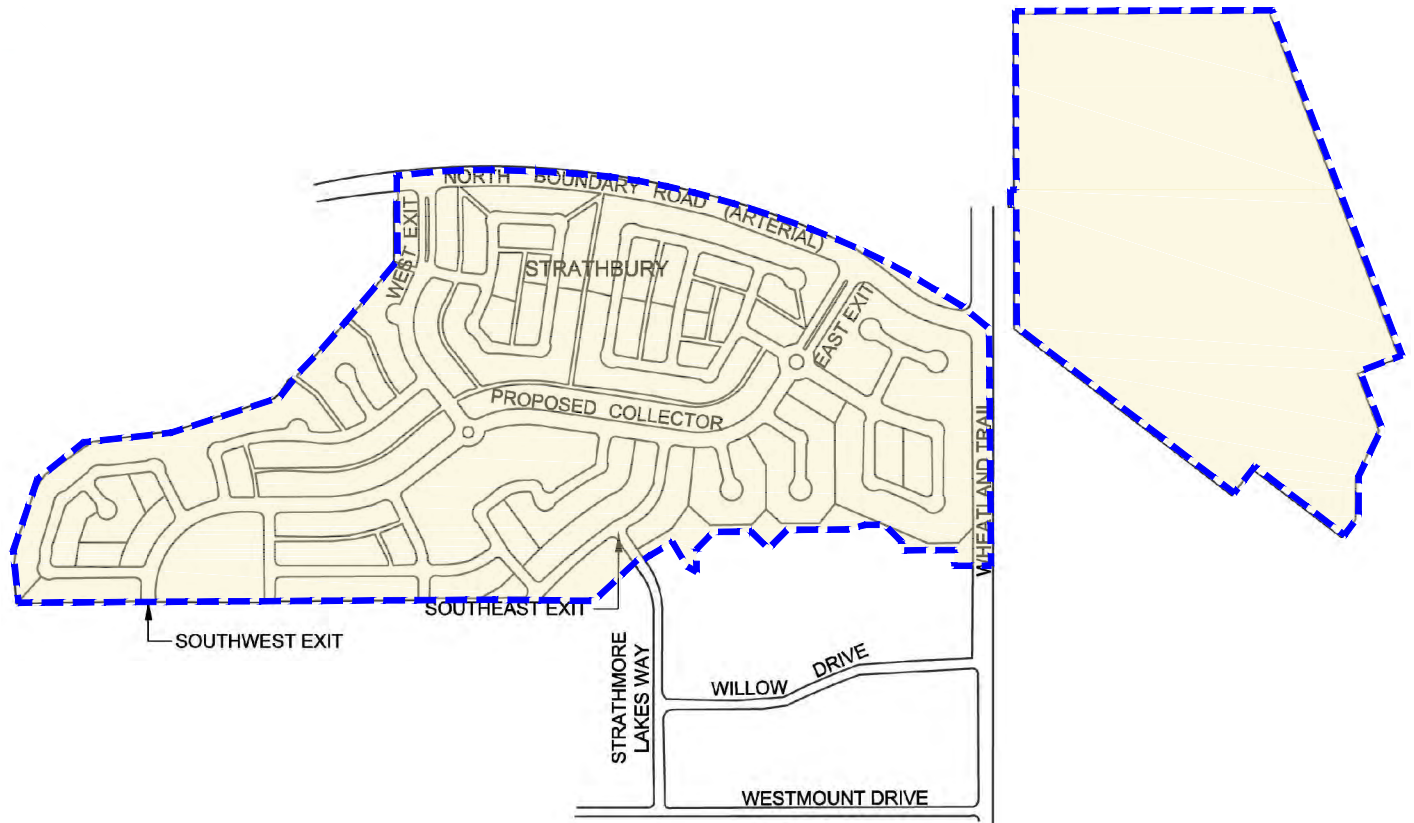 NORTH BOUNDARY ROAD (ARTERIAL)
WEST EXIT
STRATHBURY
EAST EXIT
PROPOSED COLLECTOR
WHEATLAND TRAIL
SOUTHEAST EXIT
SOUTHWEST EXIT
STRATHMORE
LAKES WAY
WILLOW DRIVE
WESTMOUNT DRIVE